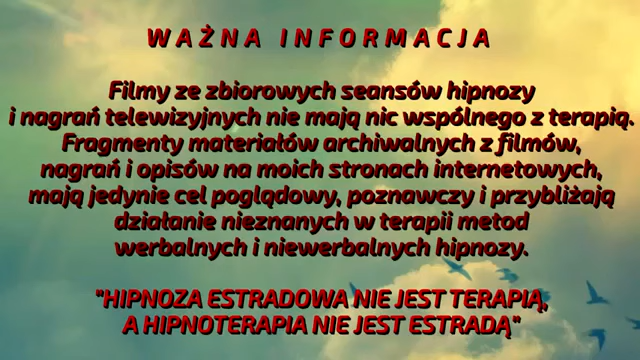 WAŻNA INFORMACJA
Filmy ze zbiorowych seansów hipnozy
i nagrań telewizyjnych nie mają nic wspólnego z terapią.
Fragmenty materiałów archiwalnych z filmów,
nagrań i opisów na moich stronach internetowych,
mają jedynie cel poglądowy, poznawczy i przybliżają
działanie nieznanych w terapii metod
werbalnych i niewerbalnych hipnozy.
"HIPNOZA ESTRADOWA NIE JEST TERAPIĄ,
A HIPNOTERAPIA NIE JEST ESTRADĄ"